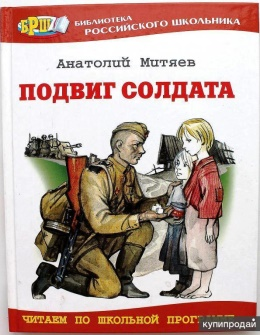 БРШ
БИБЛИОТЕКА
РОССИЙСКОГО ШКОЛЬНИКА
Анатолий Митяев
ПОДВИГ СОЛДАТА
ЧИТАЕМ ПО ШКОЛЬНОЙ
купипродай